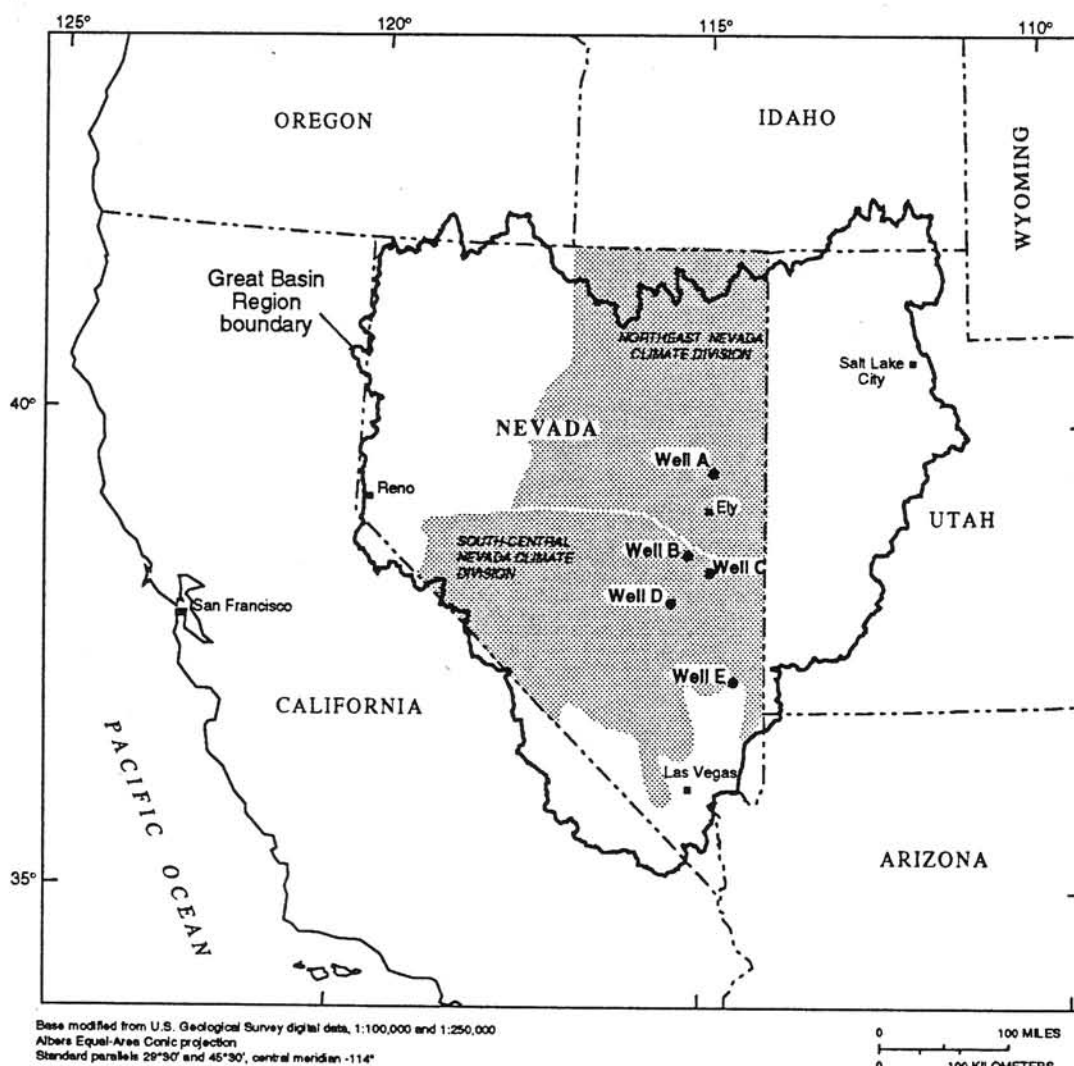 125°
120°
115°
110°
OREGON
IDAHO
WYOMING
Great Basin
Region
boundary
NORTHEAST NEVADA
CLIMATE DIVISION
Salt Lake
City
40°
NEVADA
Well A
Reno
Ely
UTAH
SOUTH-CENTRAL
NEVADA CLIMATE
DIVISION
Well B
Well C
Well D
San Francisco
Well E
CALIFORNIA
PACIFIC OCEAN
Las Vegas
ARIZONA
35°
Base modified from U.S. Geological Survey digital data, 1:100,000 and 1:250,000
Albers Equal-Area Conic projection
Standard parallels 29°30' and 45°30', central meridian -114°
0 100 MILES
0 100 KILOMETERS